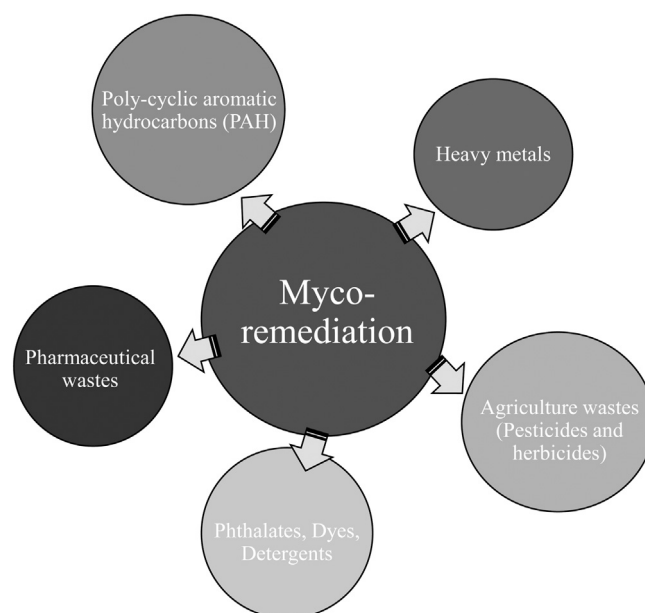 Poly-cyclic aromatic
hydrocarbons (PAH)
Heavy metals
Myco-
remediation
Pharmaceutical
wastes
Agriculture wastes
(Pesticides and
herbicides)
Phthalates, Dyes,
Detergents